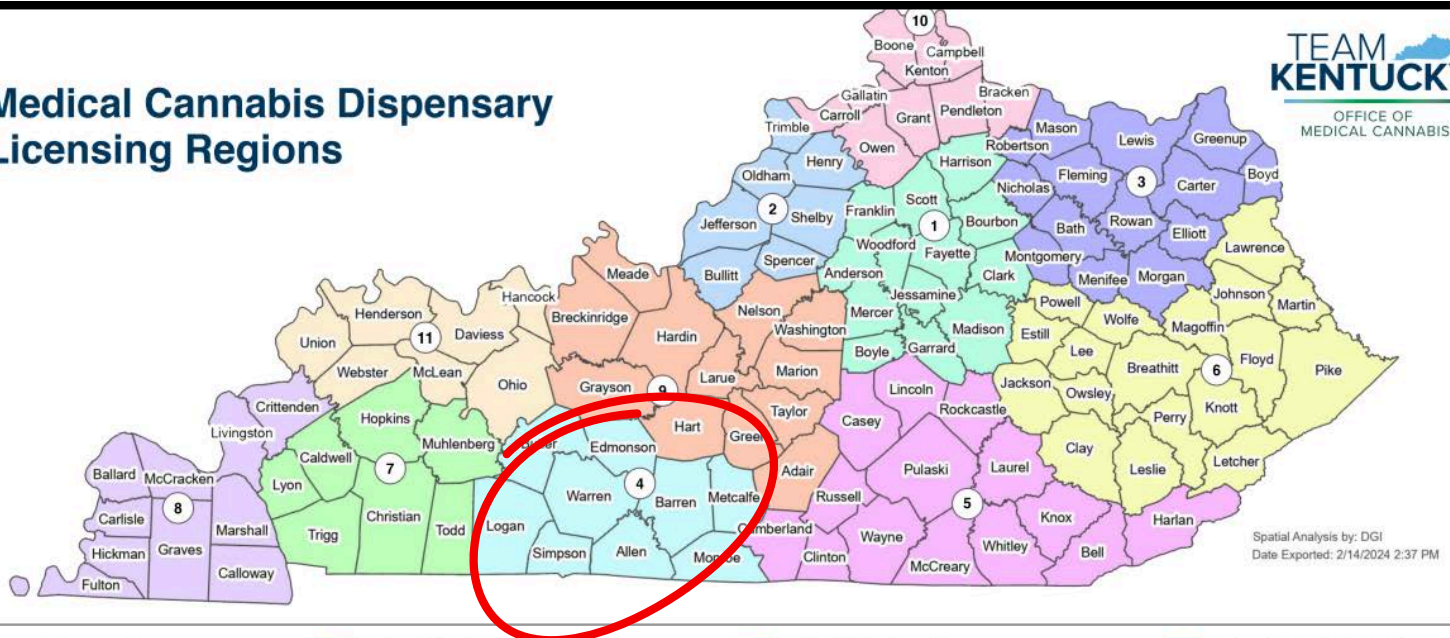 Medical Cannabis Dispensary
Licensing Regions
TEAM
KENTUCKY
OFFICE OF
MEDICAL CANNABIS
10
Boone
Campbell
Kenton
Gallatin
Carroll
Grant
Pendleton
Bracken
Owen
Trimble
Henry
Oldham
2
Jefferson
Shelby
Spencer
Bullitt
Harrison
Scott
Franklin
1
Bourbon
Woodford
Fayette
Anderson
Clark
Jessamine
Mercer
Madison
Boyle
Garrard
Mason
Robertson
Lewis
Greenup
Fleming
3
Carter
Boyd
Nicholas
Bath
Rowan
Elliott
Montgomery
Menifee
Morgan
Lawrence
Johnson
Martin
Powell
Wolfe
Magoffin
Estill
Lee
Breathitt
6
Floyd
Pike
Jackson
Owsley
Perry
Knott
Clay
Leslie
Letcher
Meade
Breckinridge
Hardin
Nelson
Washington
Grayson
9
Larue
Marion
Taylor
Hart
Green
Adair
Hancock
Henderson
Daviess
Union
11
Webster
McLean
Ohio
Crittenden
Livingston
Ballard
McCracken
8
Carlisle
Marshall
Hickman
Graves
Fulton
Calloway
Hopkins
Muhlenberg
Caldwell
7
Lyon
Christian
Trigg
Todd
Butler
Edmonson
4
Warren
Barren
Metcalfe
Logan
Simpson
Allen
Monroe
Lincoln
Rockcastle
Casey
Pulaski
Laurel
Russell
5
Cumberland
Wayne
Knox
Harlan
Clinton
Whitley
Bell
McCreary
Spatial Analysis by: DGI
Date Exported: 2/14/2024 2:37 PM